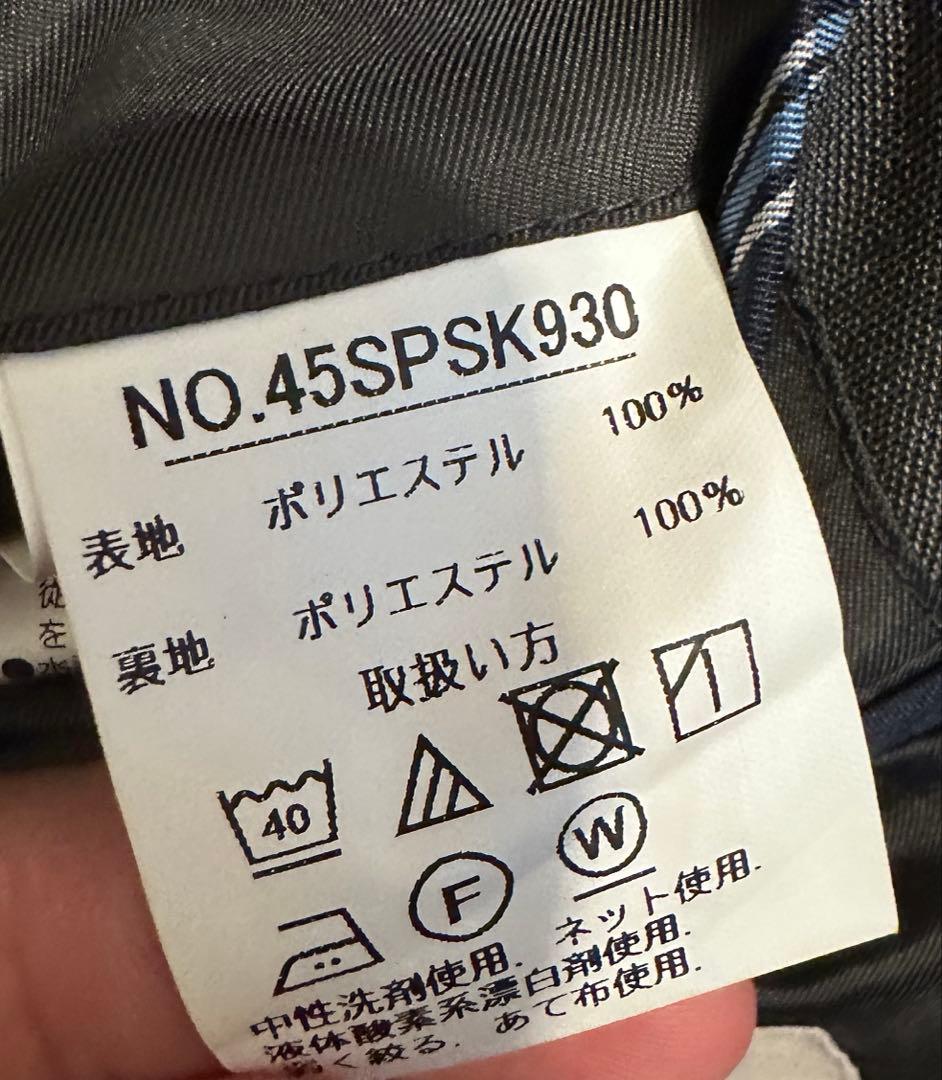 NO.45SPSK930
表地 ポリエステル 100%
裏地 ポリエステル 100%
取扱い方
40
F W
中性洗剤使用. ネット使用.
液体酸素系漂白剤使用.
く絞る. あて布使用.
を